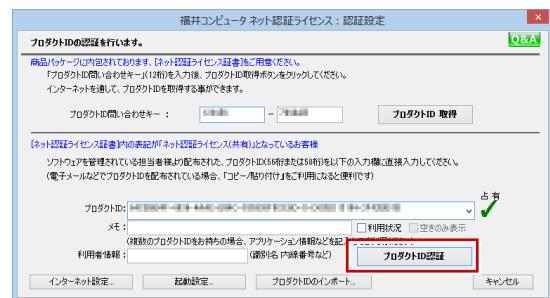 福井コンピュータ ネット認証ライセンス：認証設定
×
プロダクトIDの認証を行います。
Q&A
商品パッケージに内包されております、[ネット認証ライセンス証書]をご用意ください。
「プロダクトID問い合わせキー」(12桁)を入力後、プロダクトID取得ボタンをクリックしてください。
インターネットを通して、プロダクトIDを取得する事ができます。
プロダクトID問い合わせキー：
-
プロダクトID 取得
[ネット認証ライセンス証書]内の表記が「ネット認証ライセンス(共有)」となっているお客様
ソフトウェアを管理されている担当者様より配布された、プロダクトID(56桁または58桁)を以下の入力欄に直接入力してください。
(電子メールなどでプロダクトIDを配布されている場合、「コピー/貼り付け」をご利用になると便利です)
占有
プロダクトID:
メモ：
利用状況 空きのみ表示
(複数のプロダクトIDをお持ちの場合、アプリケーション情報などを記入
利用者情報：
(識別名 内線番号など)
プロダクトID認証
インターネット設定...
起動設定...
プロダクトIDのインポート...
キャンセル